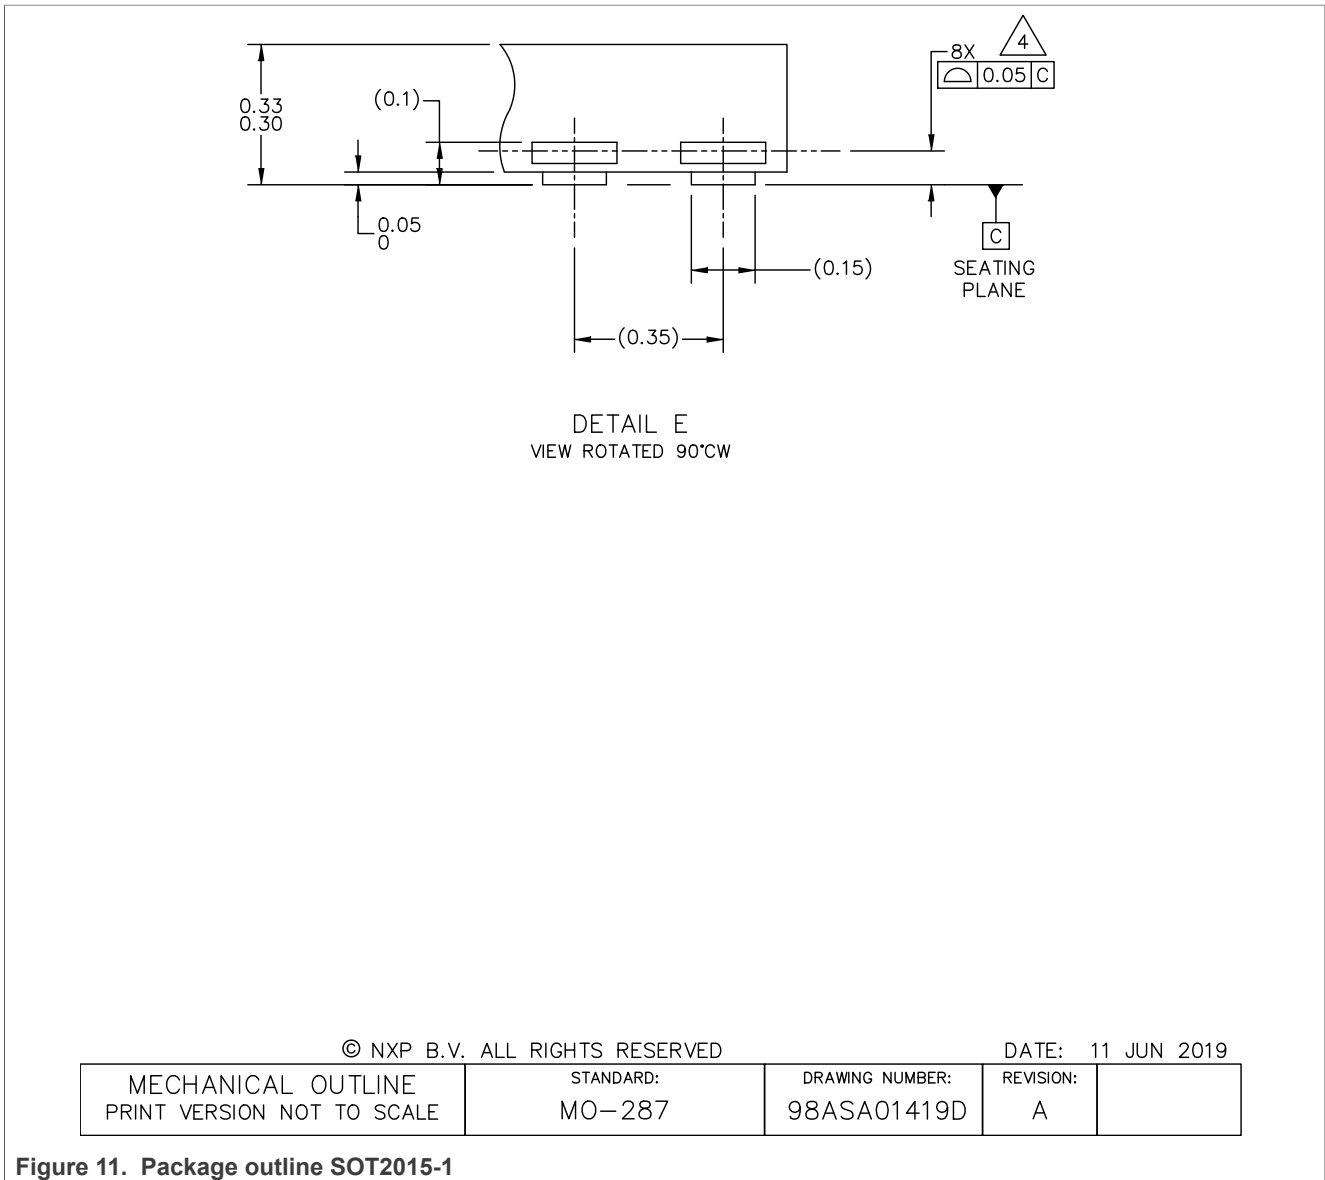 8X
4
0.05 C
0.33
0.30
(0.1)
0.05
0
C
SEATING
PLANE
(0.15)
(0.35)
DETAIL E
VIEW ROTATED 90°CW
© NXP B.V. ALL RIGHTS RESERVED
DATE: 11 JUN 2019
MECHANICAL OUTLINE
PRINT VERSION NOT TO SCALE
STANDARD:
MO-287
DRAWING NUMBER:
98ASA01419D
REVISION:
A
Figure 11. Package outline SOT2015-1